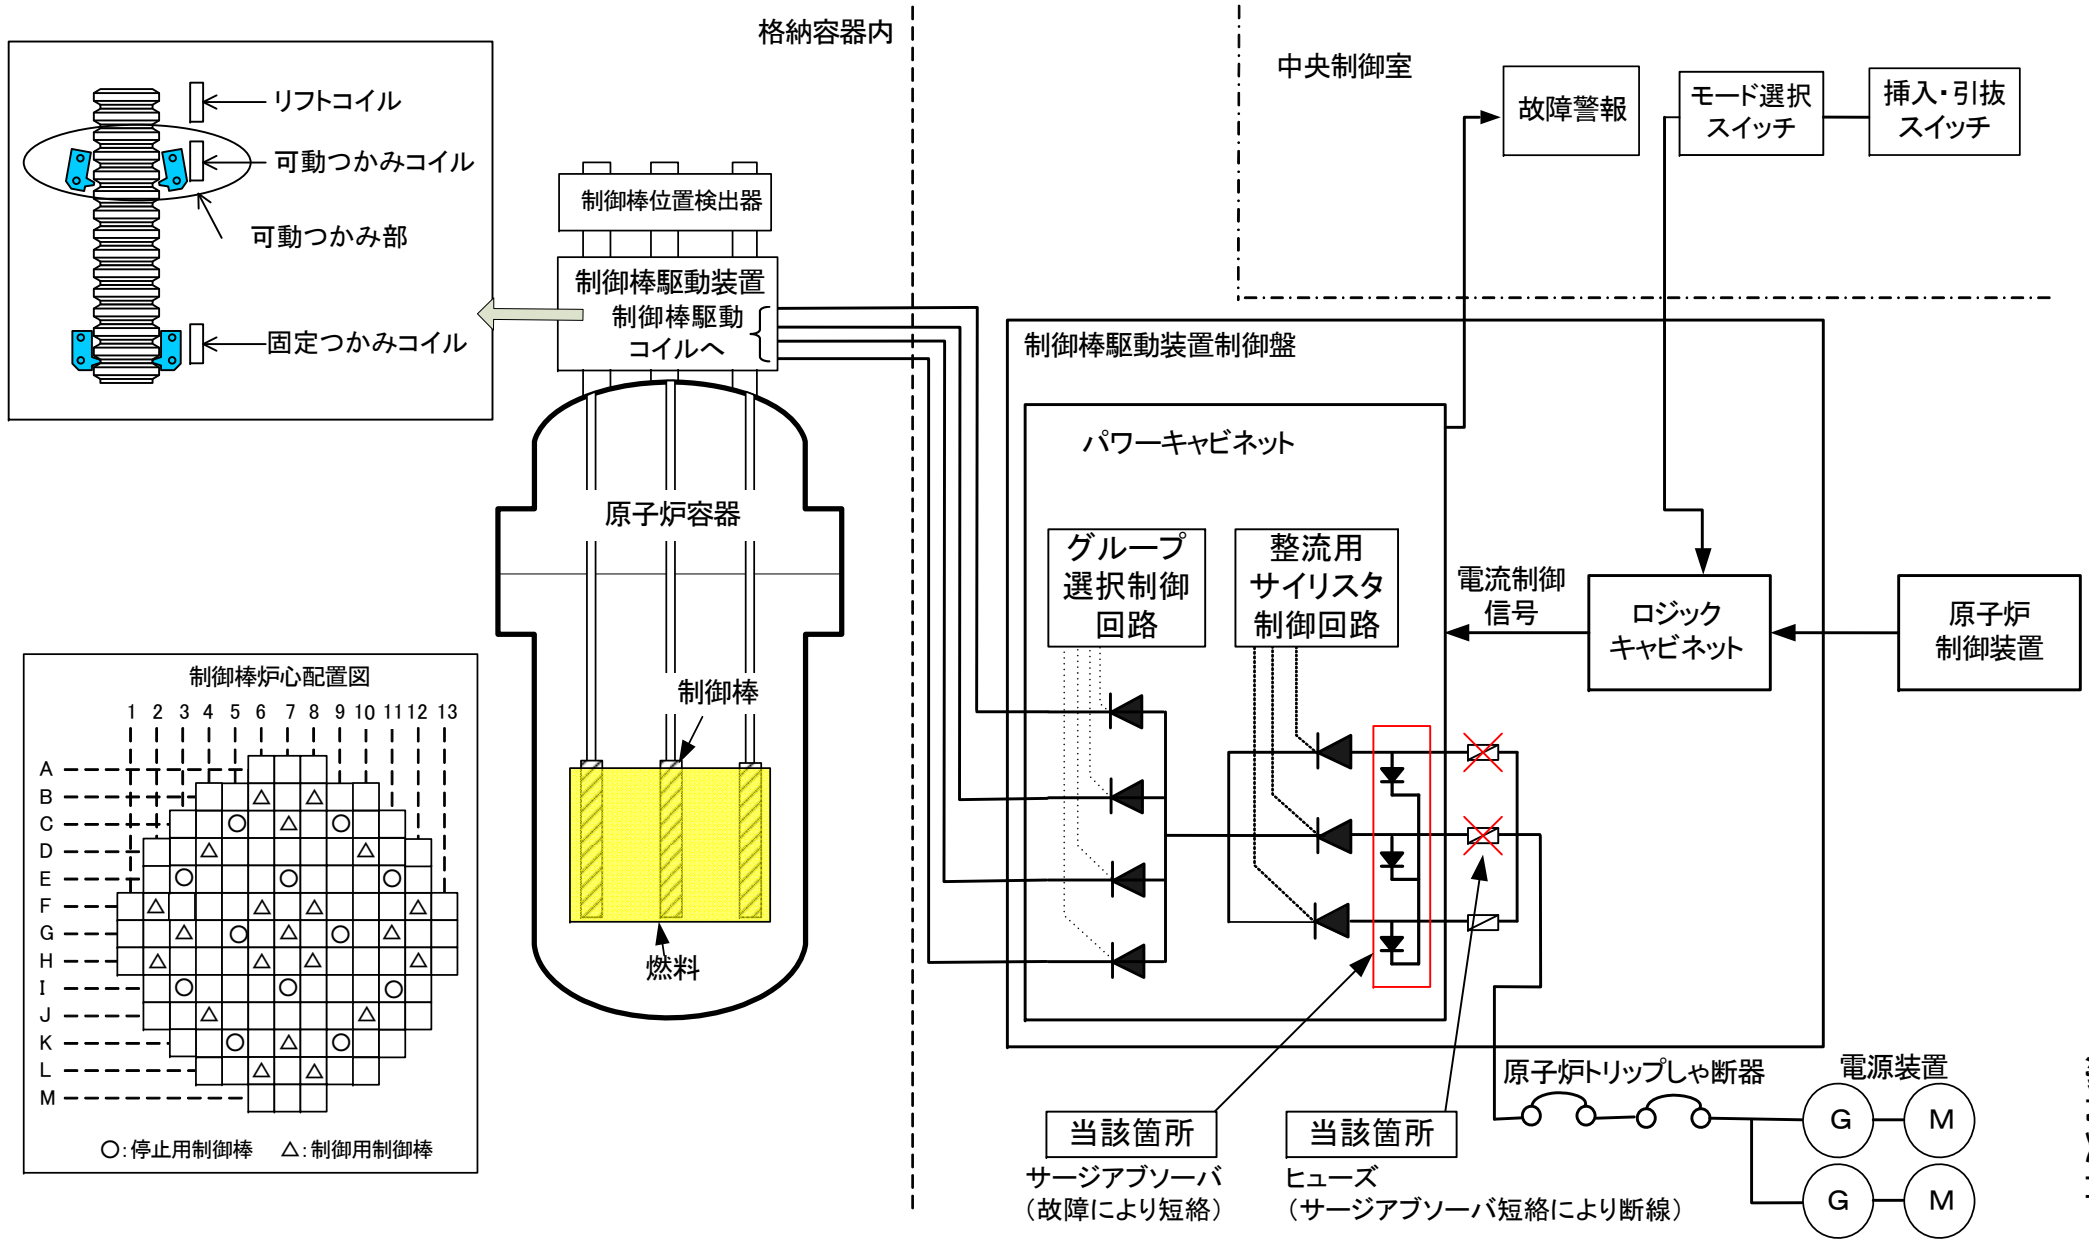 格納容器内
中央制御室
故障警報
モード選択
スイッチ
挿入・引抜
スイッチ
リフトコイル
可動つかみコイル
可動つかみ部
固定つかみコイル
制御棒位置検出器
制御棒駆動装置
制御棒駆動
コイルへ
原子炉容器
制御棒
燃料
制御棒駆動装置制御盤
パワーキャビネット
グループ
選択制御
回路
整流用
サイリスタ
制御回路
電流制御
信号
ロジック
キャビネット
原子炉
制御装置
制御棒炉心配置図
1 2 3 4 5 6 7 8 9 10 11 12 13
A
B
C
D
E
F
G
H
I
J
K
L
M
○:停止用制御棒 △:制御用制御棒
原子炉トリップしゃ断器
電源装置
G M
G M
当該箇所
サージアブソーバ
（故障により短絡）
当該箇所
ヒューズ
（サージアブソーバ短絡により断線）